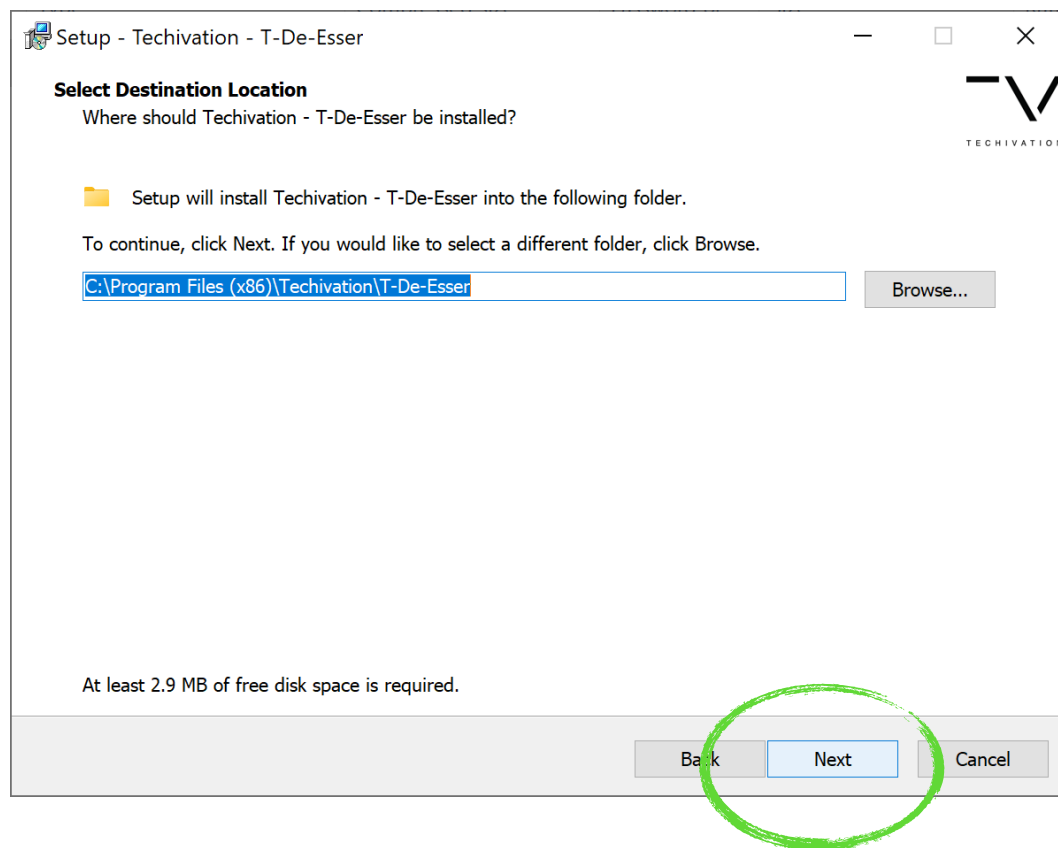 Setup - Techivation - T-De-Esser
Select Destination Location
Where should Techivation - T-De-Esser be installed?
TECHIVATION
Setup will install Techivation - T-De-Esser into the following folder.
To continue, click Next. If you would like to select a different folder, click Browse.
C:\Program Files (x86)\Techivation\T-De-Esser
Browse...
At least 2.9 MB of free disk space is required.
Back
Next
Cancel